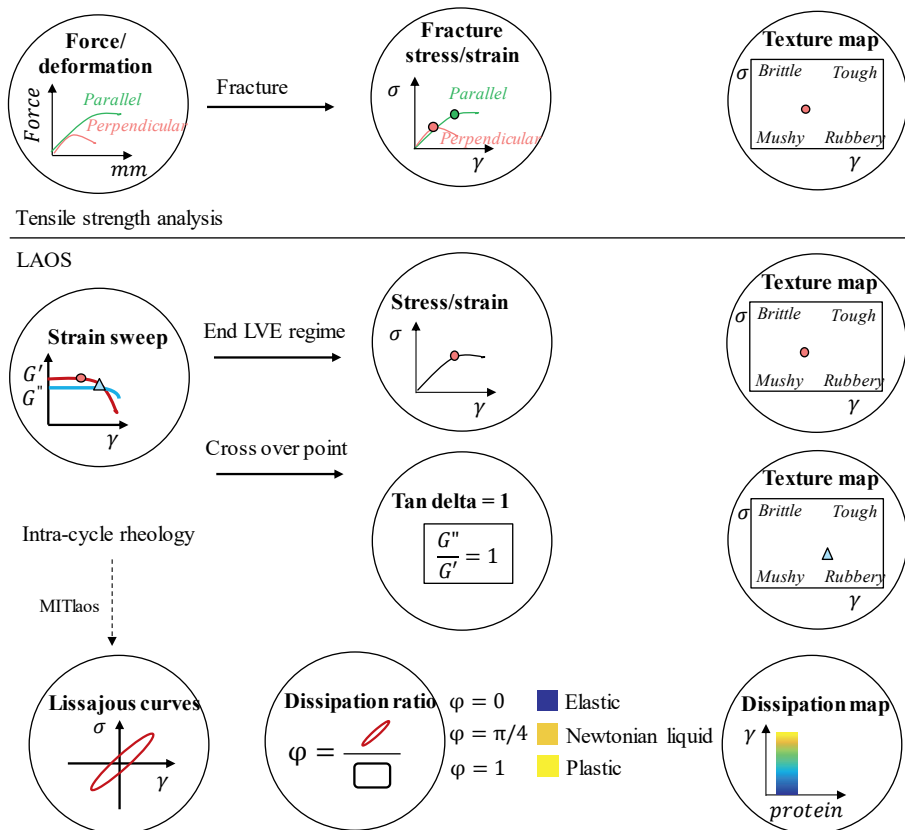 Force/
deformation
Force
Parallel
Perpendicular
mm
Fracture
Fracture
stress/strain
σ
Parallel
Perpendicular
γ
Texture map
σ
Brittle
Tough
Mushy
Rubbery
γ
Tensile strength analysis
LAOS
Strain sweep
G'
G"
γ
End LVE regime
Stress/strain
σ
γ
Texture map
σ
Brittle
Tough
Mushy
Rubbery
γ
Cross over point
Tan delta = 1
G"
G'
= 1
Texture map
σ
Brittle
Tough
Mushy
Rubbery
γ
Intra-cycle rheology
MITlaos
Lissajous curves
σ
γ
Dissipation ratio
φ =
φ = 0
Elastic
φ = π/4
Newtonian liquid
φ = 1
Plastic
Dissipation map
γ
protein